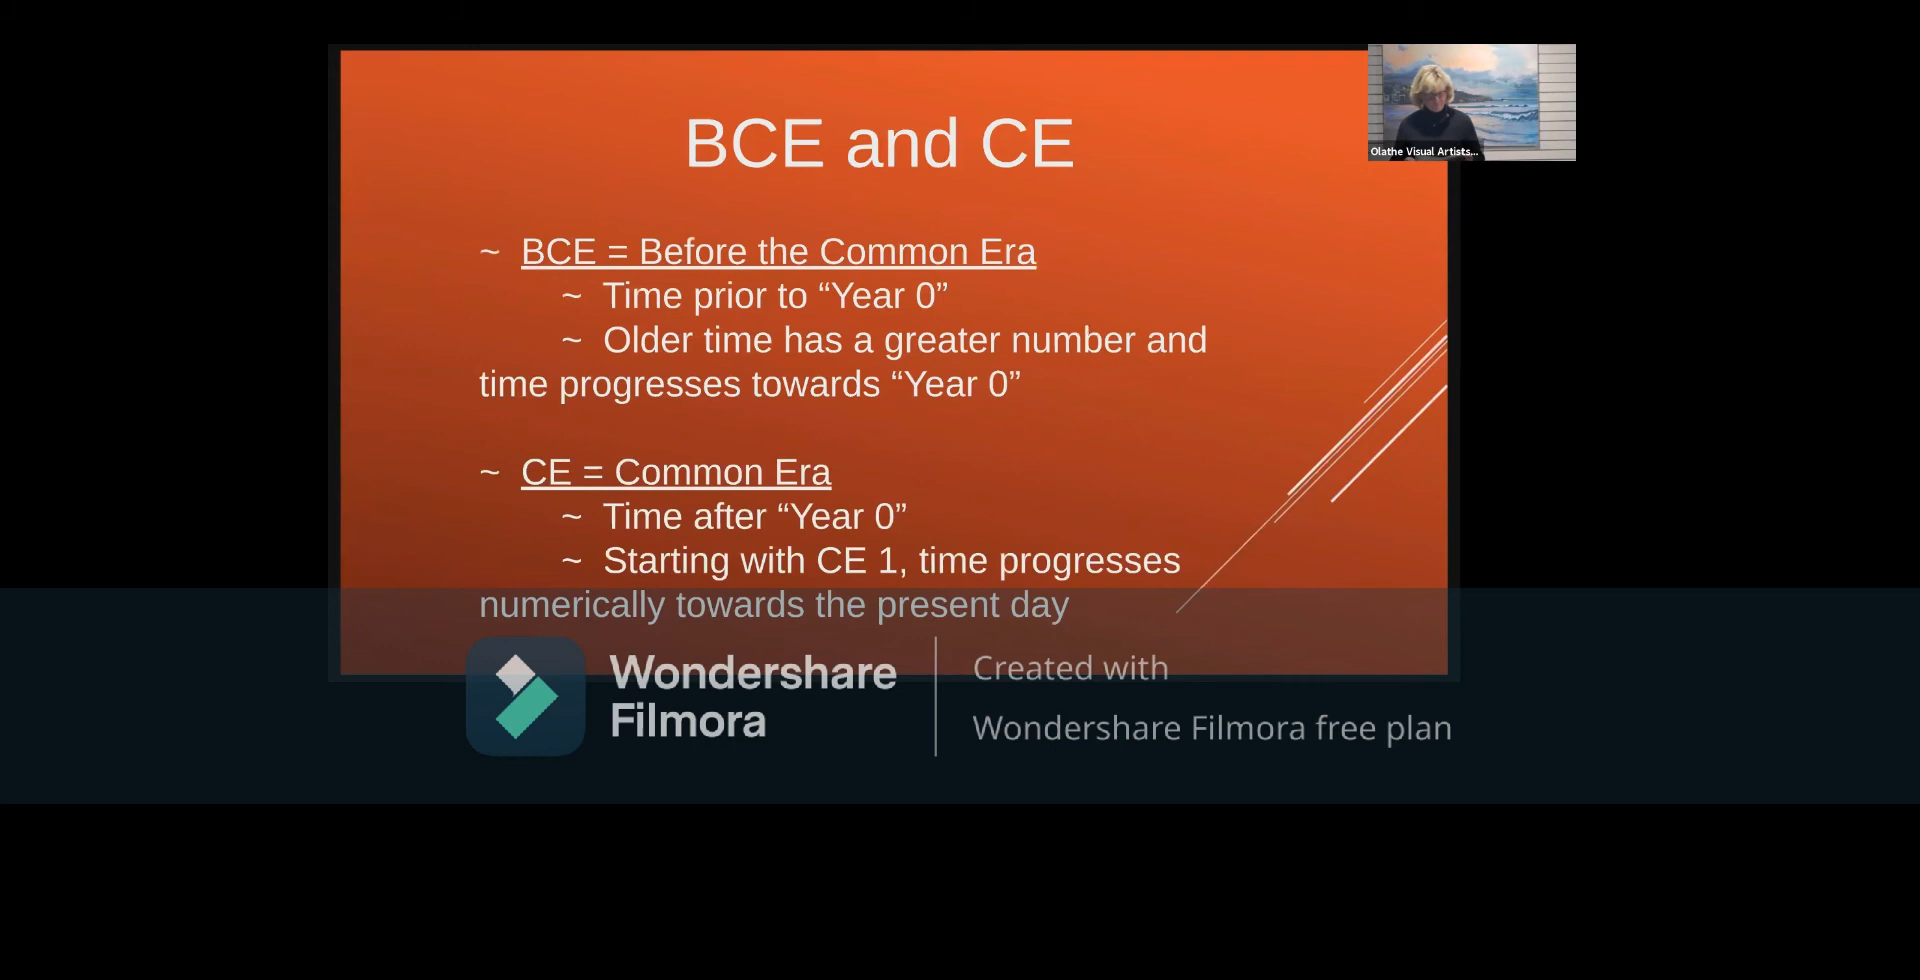 BCE and CE
Olathe Visual Artists...
~ BCE = Before the Common Era
~ Time prior to “Year 0”
~ Older time has a greater number and
time progresses towards “Year 0”
~ CE = Common Era
~ Time after “Year 0”
~ Starting with CE 1, time progresses
numerically towards the present day
Wondershare
Filmora
Created with
Wondershare Filmora free plan